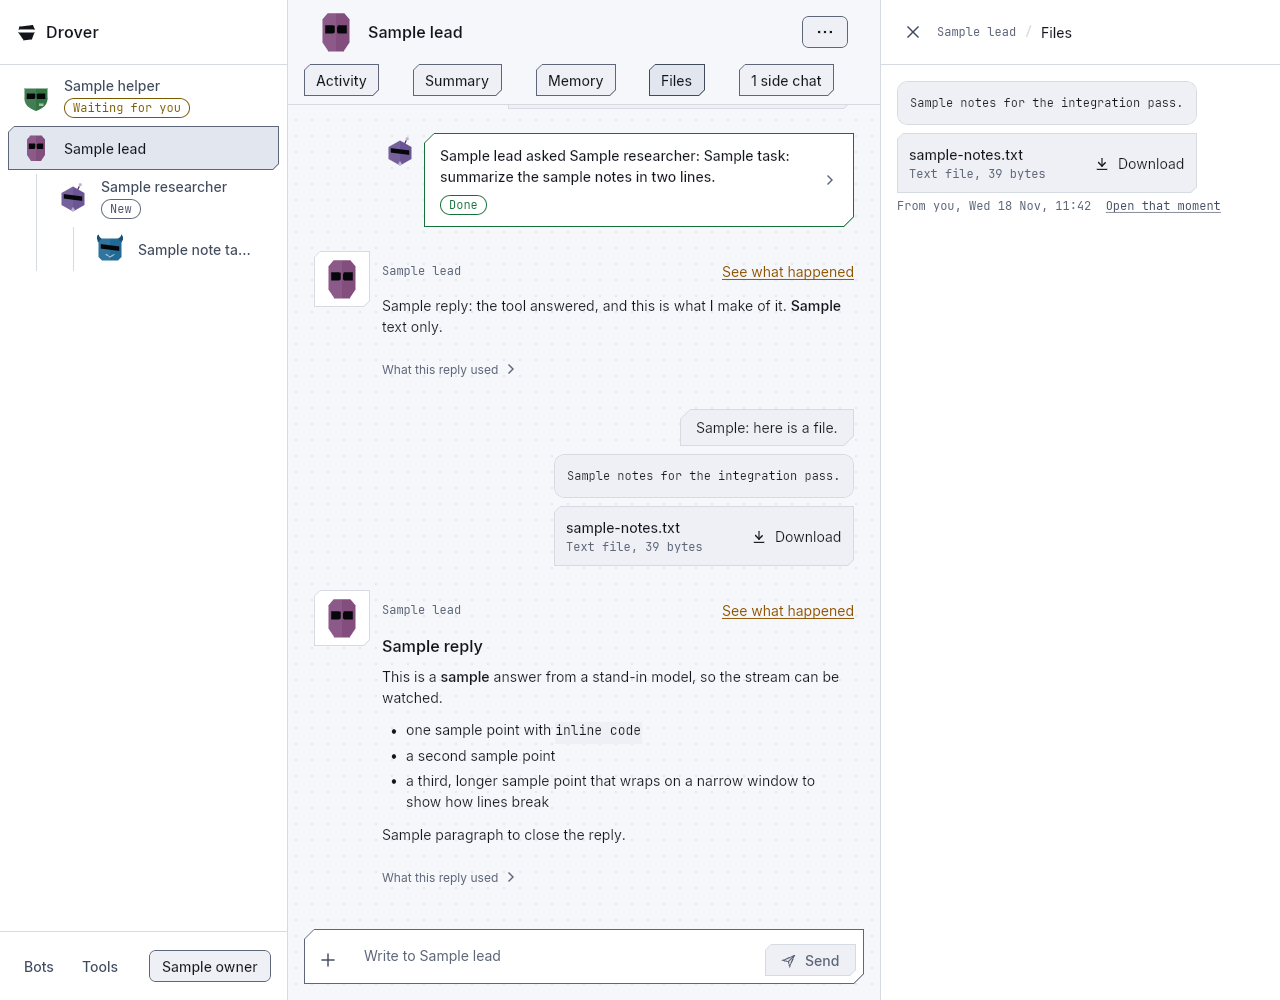 Drover
Sample helper
Waiting for you
Sample lead
Sample researcher
New
Sample note ta...
Bots
Tools
Sample owner
Sample lead
Activity
Summary
Memory
Files
1 side chat
Sample lead asked Sample researcher: Sample task:
summarize the sample notes in two lines.
Done
Sample lead
See what happened
Sample reply: the tool answered, and this is what I make of it. Sample
text only.
What this reply used
Sample: here is a file.
Sample notes for the integration pass.
sample-notes.txt
Text file, 39 bytes
Download
Sample lead
See what happened
Sample reply
This is a sample answer from a stand-in model, so the stream can be
watched.
• one sample point with inline code
• a second sample point
• a third, longer sample point that wraps on a narrow window to
show how lines break
Sample paragraph to close the reply.
What this reply used
Write to Sample lead
Send
Sample lead / Files
Sample notes for the integration pass.
sample-notes.txt
Text file, 39 bytes
Download
From you, Wed 18 Nov, 11:42 Open that moment